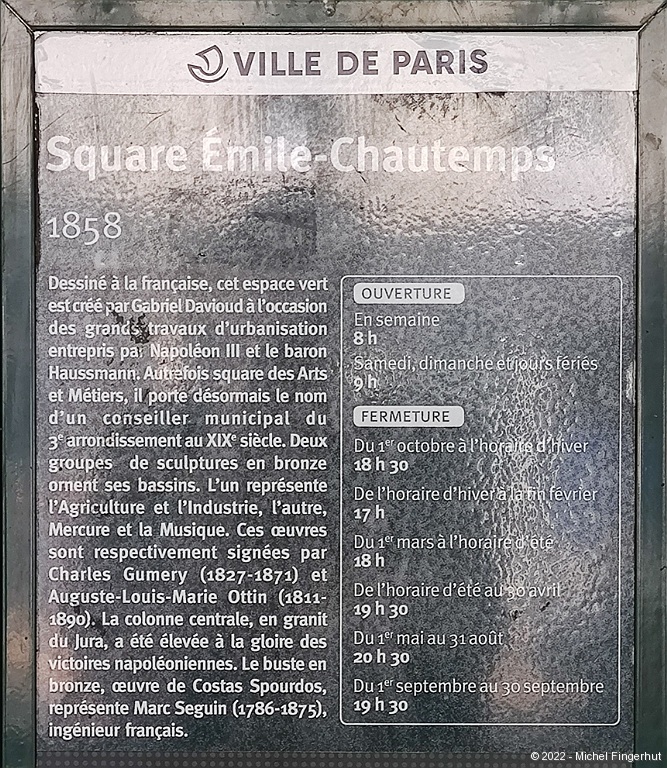 VILLE DE PARIS
Square Émile-Chautemps
1858
Dessiné à la française, cet espace vert
est créé par Gabriel Davioud à l'occasion
des grands travaux d'urbanisation
entrepris par Napoléon III et le baron
Haussmann. Autrefois square des Arts
et Métiers, il porte désormais le nom
d'un conseiller municipal du
3e arrondissement au XIXe siècle. Deux
groupes de sculptures en bronze
ornent ses bassins. L'un représente
l'Agriculture et l'Industrie, l'autre,
Mercure et la Musique. Ces œuvres
sont respectivement signées par
Charles Gumery (1827-1871) et
Auguste-Louis-Marie Ottin (1811-
1890). La colonne centrale, en granit
du Jura, a été élevée à la gloire des
victoires napoléoniennes. Le buste en
bronze, œuvre de Costas Spourdos,
représente Marc Seguin (1786-1875),
ingénieur français.
OUVERTURE
En semaine
8 h
Samedi, dimanche et jours fériés
9 h
FERMETURE
Du 1er octobre à l'horaire d'hiver
18 h 30
De l'horaire d'hiver à la fin février
17 h
Du 1er mars à l'horaire d'été
18 h
De l'horaire d'été au 30 avril
19 h 30
Du 1er mai au 31 août
20 h 30
Du 1er septembre au 30 septembre
19 h 30
© 2022 - Michel Fingerhut